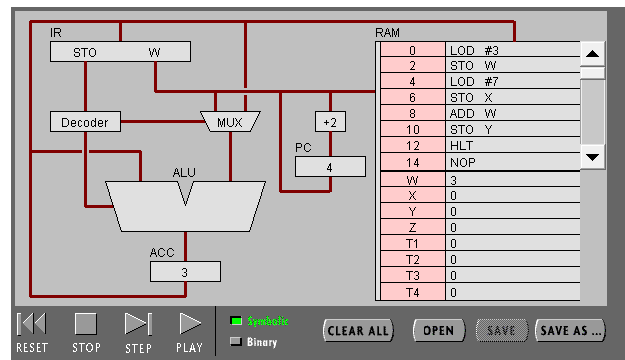 IR
STO W
Decoder
MUX
+2
PC
4
ALU
ACC
3
RAM
0 LOD #3
2 STO W
4 LOD #7
6 STO X
8 ADD W
10 STO Y
12 HLT
14 NOP
W 3
X 0
Y 0
Z 0
T1 0
T2 0
T3 0
T4 0
RESET STOP STEP PLAY
Symbolic
Binary
CLEAR ALL OPEN SAVE SAVE AS ...